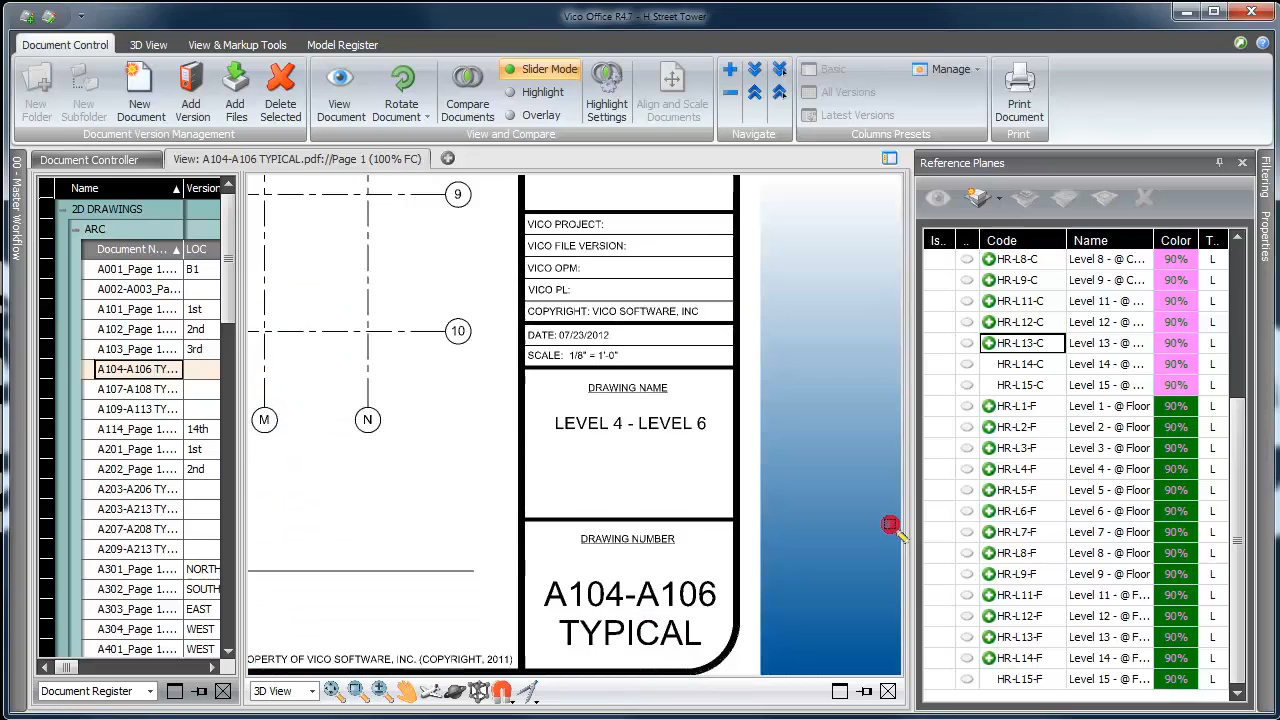 Vico Office R4.7 - H Street Tower
Document Control 3D View View & Markup Tools Model Register
New Folder
New Subfolder
New Document
Add Version
Add Files
Delete Selected
Document Version Management
View Document
Rotate Document
Compare Documents
Slider Mode
Highlight
Overlay
Highlight Settings
Align and Scale Documents
View and Compare
Navigate
Basic
All Versions
Latest Versions
Manage
Columns Presets
Print Document
Print
00 - Master Workflow
Document Controller View: A104-A106 TYPICAL.pdf://Page 1 (100% FC)
Name Version
2D DRAWINGS
ARC
Document N... LOC
A001_Page 1.... B1
A002-A003_Pa...
A101_Page 1.... 1st
A102_Page 1.... 2nd
A103_Page 1.... 3rd
A104-A106 TY...
A107-A108 TY...
A109-A113 TY...
A114_Page 1.... 14th
A201_Page 1.... 1st
A202_Page 1.... 2nd
A203-A206 TY...
A203-A213 TY...
A207-A208 TY...
A209-A213 TY...
A301_Page 1.... NORTH
A302_Page 1.... SOUTH
A303_Page 1.... EAST
A304_Page 1.... WEST
A401_Page 1.... WEST
Document Register
9
10
M N
OPERTY OF VICO SOFTWARE, INC. (COPYRIGHT, 2011)
VICO PROJECT:
VICO FILE VERSION:
VICO OPM:
VICO PL:
COPYRIGHT: VICO SOFTWARE, INC
DATE: 07/23/2012
SCALE: 1/8" = 1'-0"
DRAWING NAME
LEVEL 4 - LEVEL 6
DRAWING NUMBER
A104-A106
TYPICAL
3D View
Reference Planes
Is.. .. Code Name Color T..
HR-L8-C Level 8 - @ C... 90% L
HR-L9-C Level 9 - @ C... 90% L
HR-L11-C Level 11 - @ ... 90% L
HR-L12-C Level 12 - @ ... 90% L
HR-L13-C Level 13 - @ ... 90% L
HR-L14-C Level 14 - @ ... 90% L
HR-L15-C Level 15 - @ ... 90% L
HR-L1-F Level 1 - @ Floor 90% L
HR-L2-F Level 2 - @ Floor 90% L
HR-L3-F Level 3 - @ Floor 90% L
HR-L4-F Level 4 - @ Floor 90% L
HR-L5-F Level 5 - @ Floor 90% L
HR-L6-F Level 6 - @ Floor 90% L
HR-L7-F Level 7 - @ Floor 90% L
HR-L8-F Level 8 - @ Floor 90% L
HR-L9-F Level 9 - @ Floor 90% L
HR-L11-F Level 11 - @ F... 90% L
HR-L12-F Level 12 - @ F... 90% L
HR-L13-F Level 13 - @ F... 90% L
HR-L14-F Level 14 - @ F... 90% L
HR-L15-F Level 15 - @ F... 90% L
Filtering
Properties